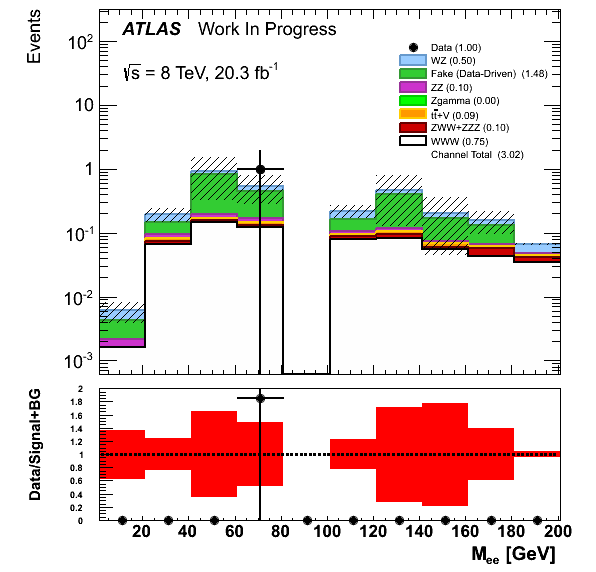 Events
ATLAS Work In Progress
√s = 8 TeV, 20.3 fb⁻¹
Data (1.00)
WZ (0.50)
Fake (Data-Driven) (1.48)
ZZ (0.10)
Zgamma (0.00)
tt̄+V (0.09)
ZWW+ZZZ (0.10)
WWW (0.75)
Channel Total (3.02)
10²
10
1
10⁻¹
10⁻²
10⁻³
Data/Signal+BG
2
1.8
1.6
1.4
1.2
1
0.8
0.6
0.4
0.2
0
20 40 60 80 100 120 140 160 180 200
M_ee [GeV]